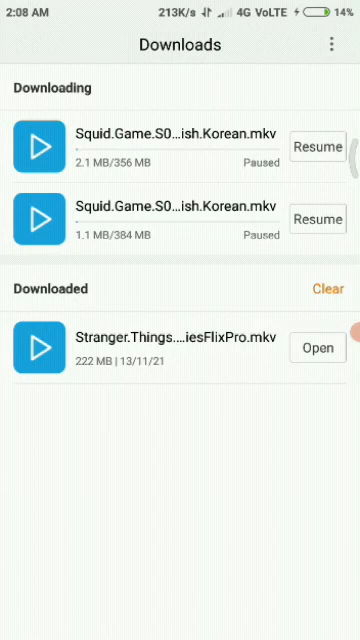 2:08 AM 213K/s 4G VoLTE 14%
Downloads
Downloading
Squid.Game.S0...ish.Korean.mkv
Resume
2.1 MB/356 MB Paused
Squid.Game.S0...ish.Korean.mkv
Resume
1.1 MB/384 MB Paused
Downloaded Clear
Stranger.Things....iesFlixPro.mkv
Open
222 MB | 13/11/21